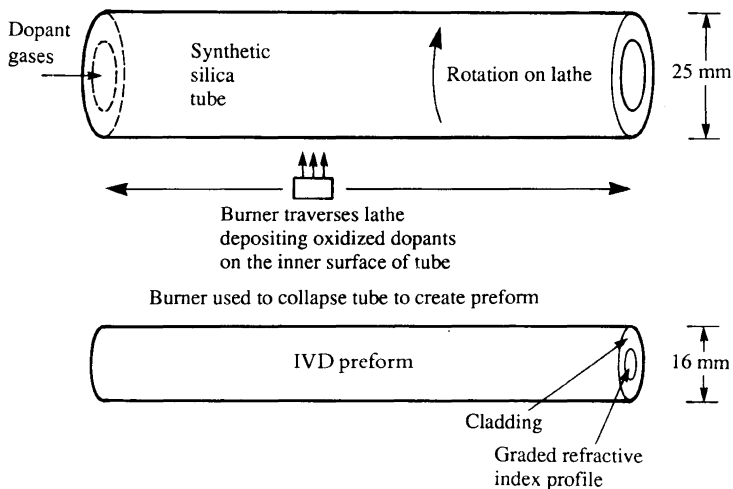 Dopant
gases
Synthetic
silica
tube
Rotation on lathe
25 mm
Burner traverses lathe
depositing oxidized dopants
on the inner surface of tube
Burner used to collapse tube to create preform
IVD preform
16 mm
Cladding
Graded refractive
index profile